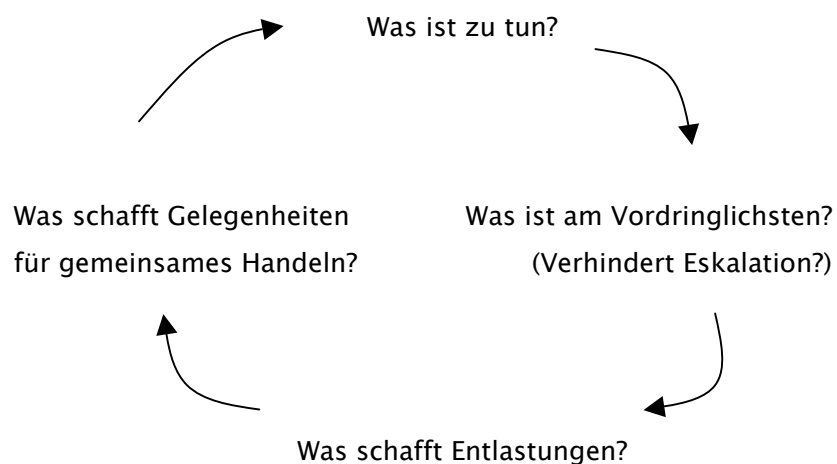 Was ist zu tun?
Was schafft Gelegenheiten
für gemeinsames Handeln?
Was ist am Vordringlichsten?
(Verhindert Eskalation?)
Was schafft Entlastungen?